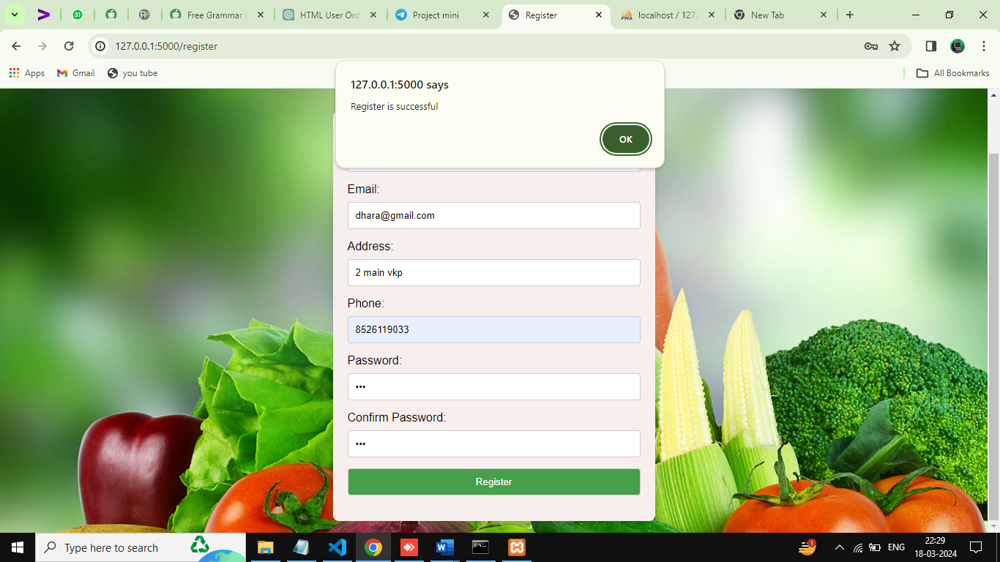 Free Grammar C
HTML User Ord
Project mini
Register
localhost / 127.0
New Tab
127.0.0.1:5000/register
Apps
Gmail
you tube
All Bookmarks
127.0.0.1:5000 says
Register is successful
OK
Email:
dhara@gmail.com
Address:
2 main vkp
Phone:
8526119033
Password:
•••
Confirm Password:
•••
Register
Type here to search
1
ENG
22:29
18-03-2024